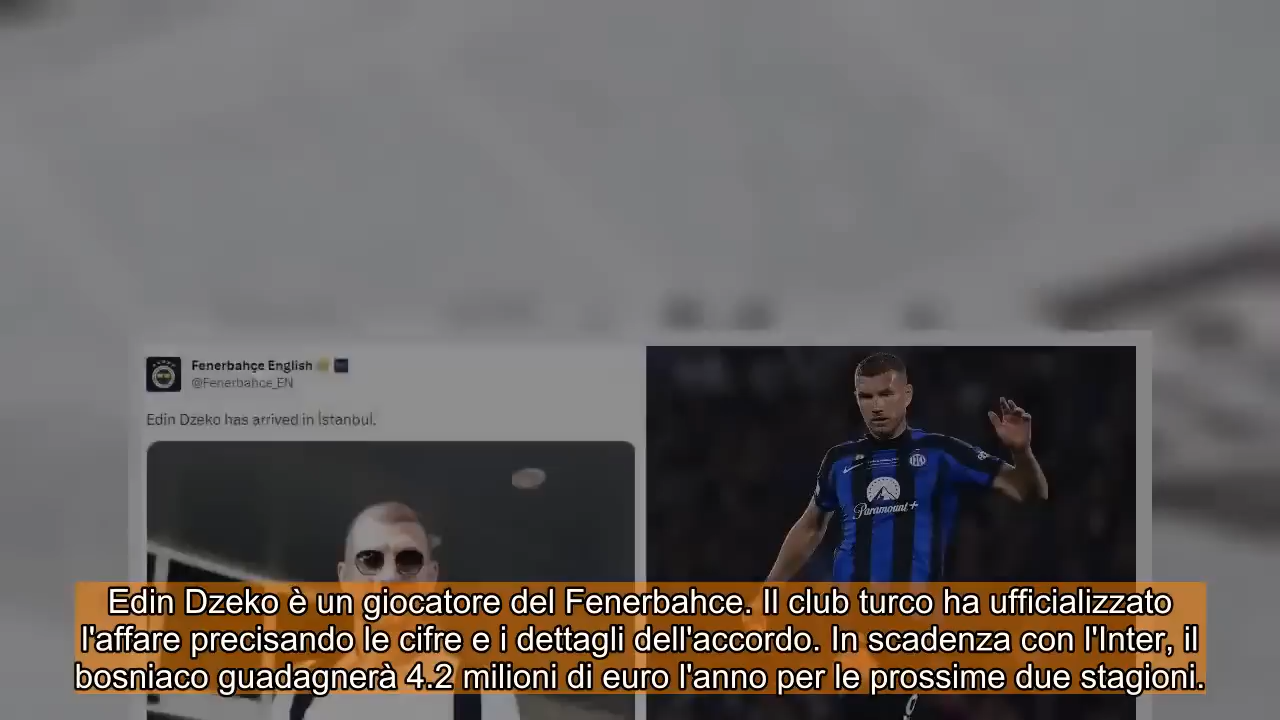 Fenerbahçe English
@Fenerbahce_EN
Edin Dzeko has arrived in İstanbul.
Paramount+
Edin Dzeko è un giocatore del Fenerbahce. Il club turco ha ufficializzato
l'affare precisando le cifre e i dettagli dell'accordo. In scadenza con l'Inter, il
bosniaco guadagnerà 4.2 milioni di euro l'anno per le prossime due stagioni.